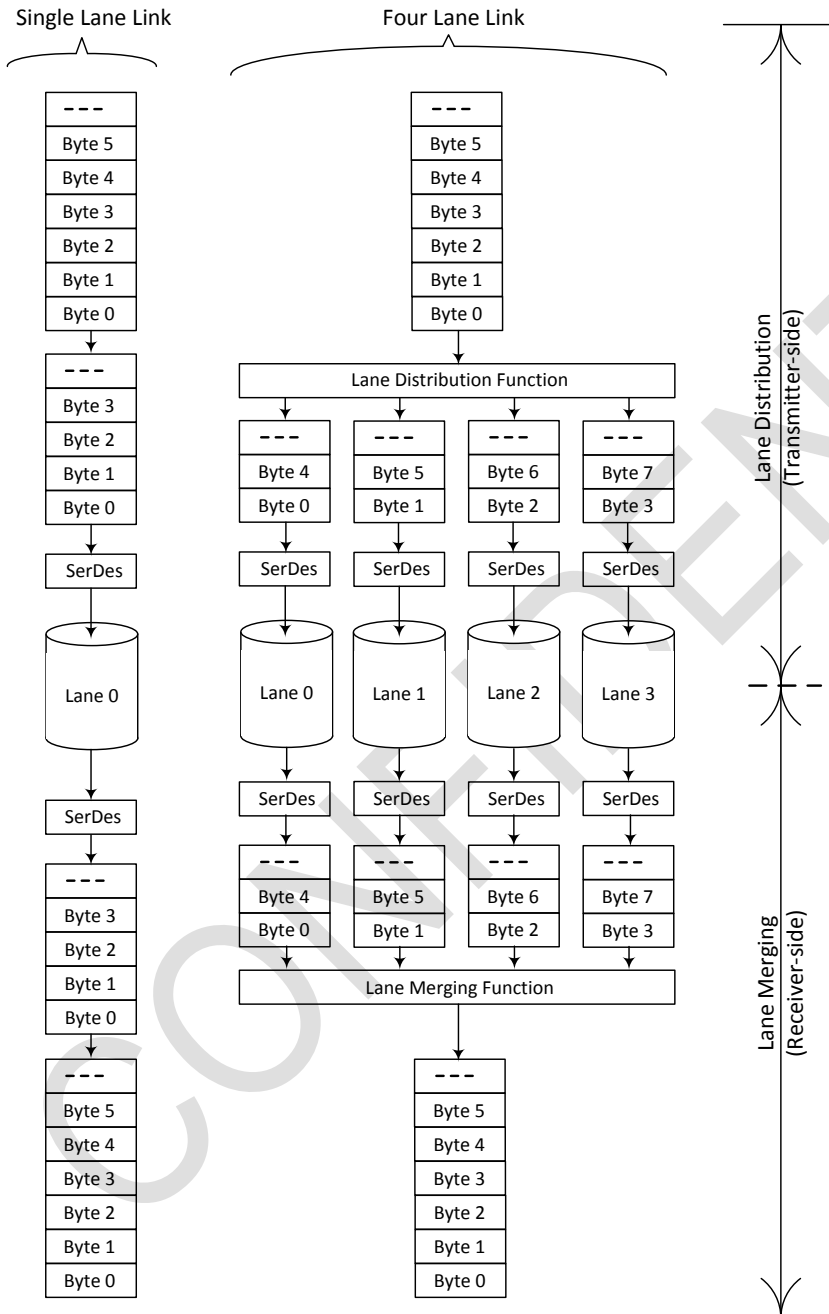 Single Lane Link
Four Lane Link
---
Byte 5
Byte 4
Byte 3
Byte 2
Byte 1
Byte 0
---
Byte 3
Byte 2
Byte 1
Byte 0
SerDes
Lane 0
SerDes
---
Byte 3
Byte 2
Byte 1
Byte 0
---
Byte 5
Byte 4
Byte 3
Byte 2
Byte 1
Byte 0
---
Byte 5
Byte 4
Byte 3
Byte 2
Byte 1
Byte 0
Lane Distribution Function
--- --- --- ---
Byte 4 Byte 5 Byte 6 Byte 7
Byte 0 Byte 1 Byte 2 Byte 3
SerDes SerDes SerDes SerDes
Lane 0 Lane 1 Lane 2 Lane 3
SerDes SerDes SerDes SerDes
--- --- --- ---
Byte 4 Byte 5 Byte 6 Byte 7
Byte 0 Byte 1 Byte 2 Byte 3
Lane Merging Function
---
Byte 5
Byte 4
Byte 3
Byte 2
Byte 1
Byte 0
Lane Distribution
(Transmitter-side)
Lane Merging
(Receiver-side)
CONFIDENT